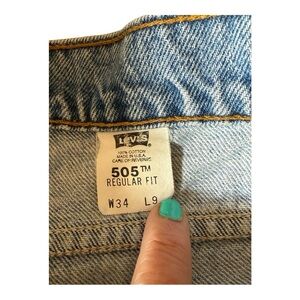 LEVI'S
100% COTTON
MADE IN U.S.A.
CARE ON REVERSE
505™
REGULAR FIT
W34 L9